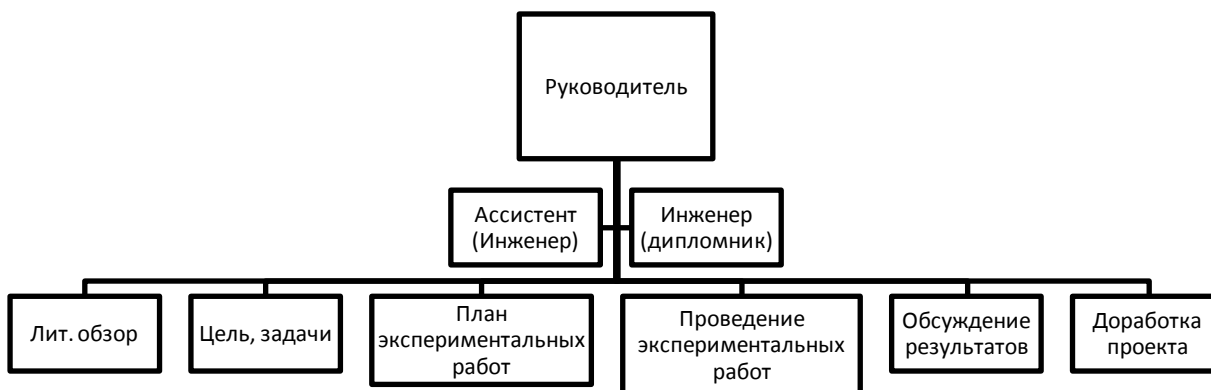 Руководитель
Ассистент
(Инженер)
Инженер
(дипломник)
Лит. обзор
Цель, задачи
План
экспериментальных
работ
Проведение
экспериментальных
работ
Обсуждение
результатов
Доработка
проекта